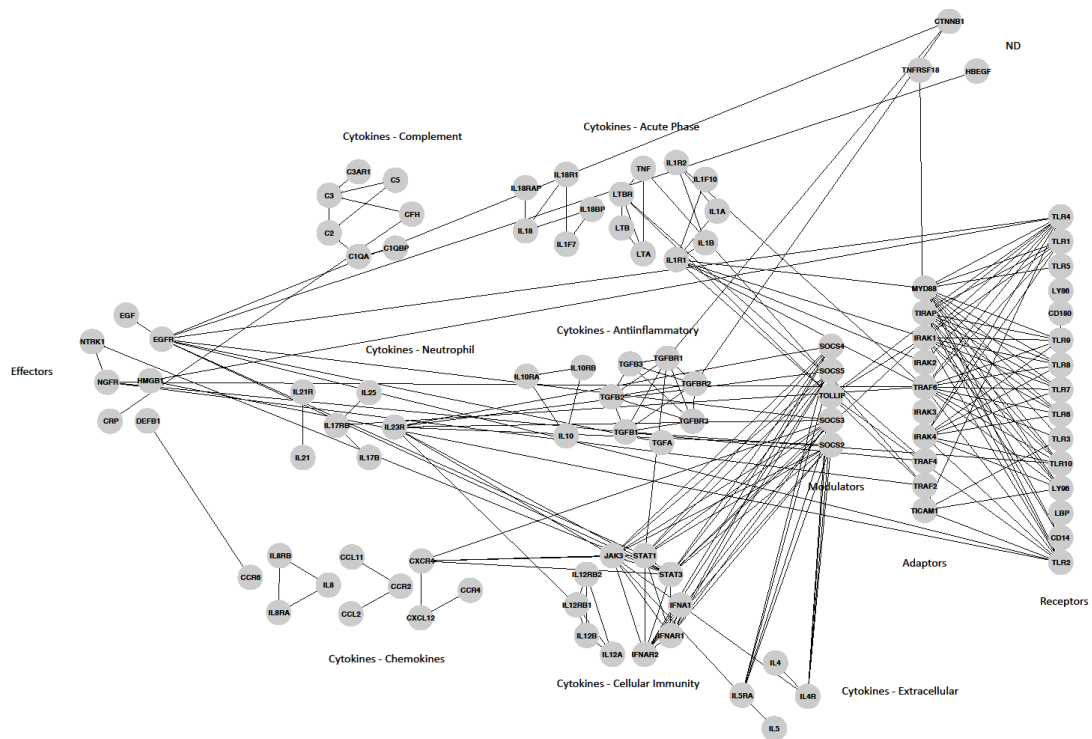 CTNNB1
ND
TNFRSF18
HBEGF
Cytokines - Complement
Cytokines - Acute Phase
C3AR1
C5
C3
CFH
C2
C1QBP
C1QA
IL18RAP
IL18R1
IL18BP
IL18
IL1F7
TNF
IL1R2
LTBR
IL1F10
IL1A
LTB
IL1B
LTA
IL1R1
TLR4
TLR1
TLR5
LY86
CD180
TLR9
TLR8
TLR7
TLR6
TLR3
TLR10
LY96
LBP
CD14
TLR2
Receptors
MYD88
TIRAP
IRAK1
IRAK2
TRAF6
IRAK3
IRAK4
TRAF4
TRAF2
TICAM1
Adaptors
SOCS4
SOCS5
TOLLIP
SOCS3
SOCS2
Modulators
EGF
EGFR
NTRK1
Effectors
NGFR
HMGB1
CRP
DEFB1
Cytokines - Neutrophil
IL21R
IL25
IL17RB
IL23R
IL21
IL17B
Cytokines - Antiinflammatory
IL10RA
IL10RB
IL10
TGFB3
TGFBR1
TGFBR2
TGFB2
TGFBR3
TGFB1
TGFA
CCR6
IL8RB
IL8
IL8RA
CCL11
CCR2
CCL2
CXCR4
CCR4
CXCL12
Cytokines - Chemokines
JAK3
STAT1
STAT3
IL12RB2
IL12RB1
IFNA1
IL12B
IFNAR1
IL12A
IFNAR2
Cytokines - Cellular Immunity
IL4
IL5RA
IL4R
IL5
Cytokines - Extracellular